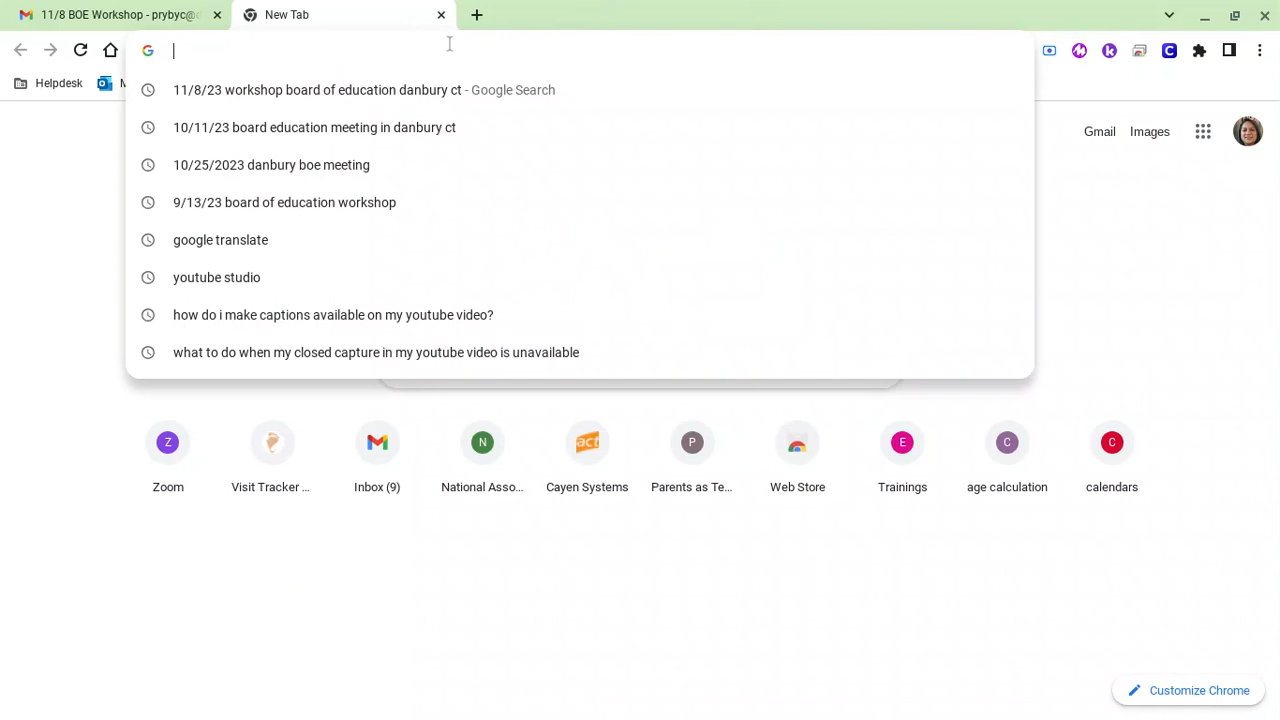 11/8 BOE Workshop - prybyc@
New Tab
Helpdesk
11/8/23 workshop board of education danbury ct - Google Search
10/11/23 board education meeting in danbury ct
10/25/2023 danbury boe meeting
9/13/23 board of education workshop
google translate
youtube studio
how do i make captions available on my youtube video?
what to do when my closed capture in my youtube video is unavailable
Gmail Images
Z N act P E C C
Zoom Visit Tracker ... Inbox (9) National Asso... Cayen Systems Parents as Te... Web Store Trainings age calculation calendars
Customize Chrome